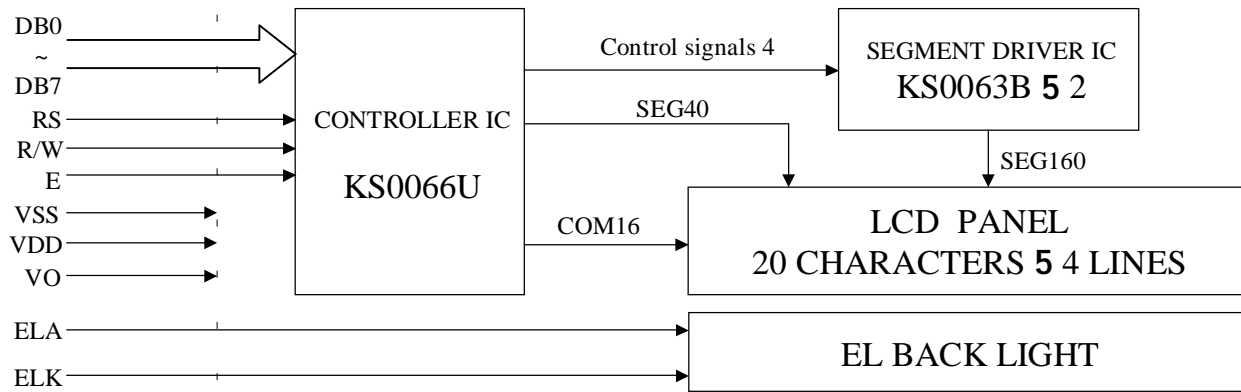 DB0
~
DB7
RS
R/W
E
VSS
VDD
VO
ELA
ELK
CONTROLLER IC
KS0066U
Control signals 4
SEG40
COM16
SEGMENT DRIVER IC
KS0063B 5 2
SEG160
LCD PANEL
20 CHARACTERS 5 4 LINES
EL BACK LIGHT